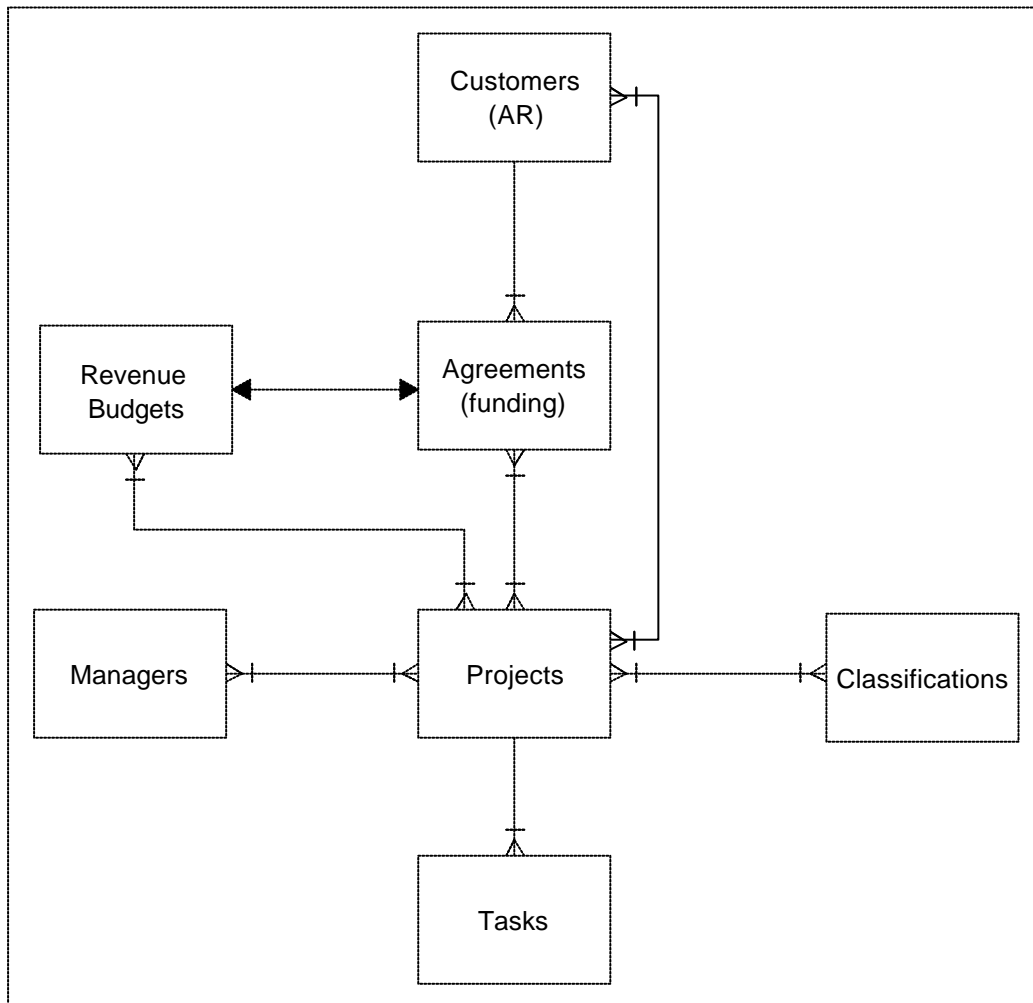 Customers
(AR)
Revenue
Budgets
Agreements
(funding)
Managers
Projects
Classifications
Tasks